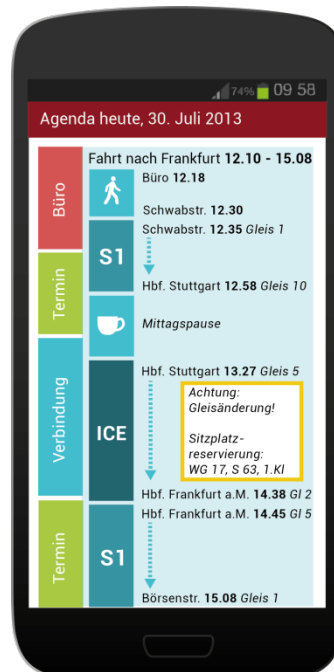 74% 09 58
Agenda heute, 30. Juli 2013
Büro
Termin
Verbindung
Termin
Fahrt nach Frankfurt 12.10 - 15.08
Büro 12.18
Schwabstr. 12.30
Schwabstr. 12.35 Gleis 1
S1
Hbf. Stuttgart 12.58 Gleis 10
Mittagspause
Hbf. Stuttgart 13.27 Gleis 5
ICE
Achtung:
Gleisänderung!
Sitzplatz-
reservierung:
WG 17, S 63, 1.Kl
Hbf. Frankfurt a.M. 14.38 Gl 2
Hbf. Frankfurt a.M. 14.45 Gl 5
S1
Börsenstr. 15.08 Gleis 1